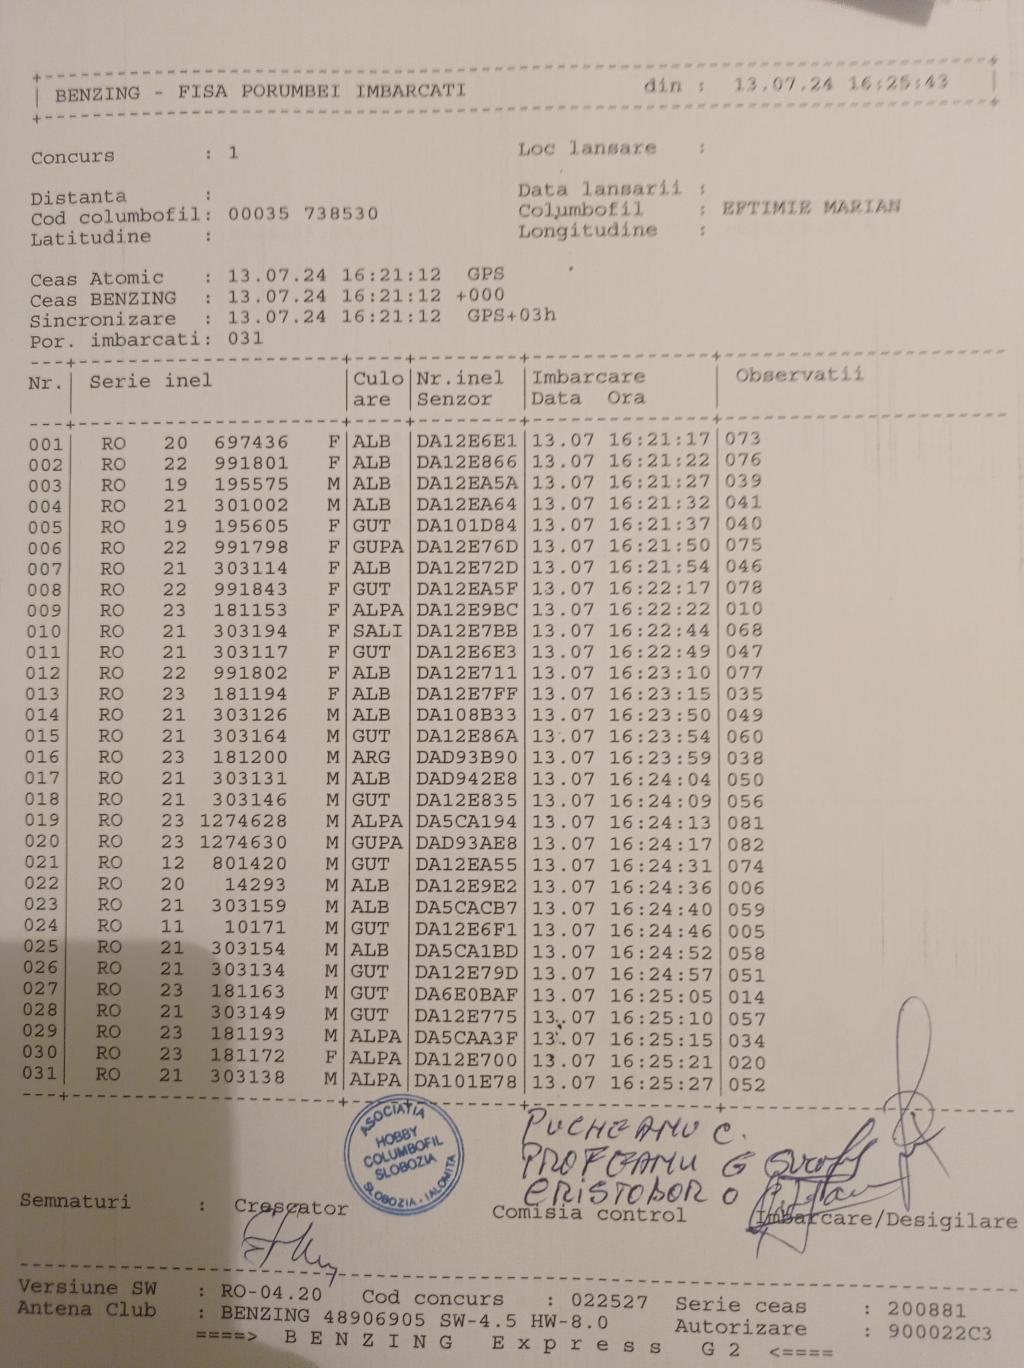 BENZING - FISA PORUMBEI IMBARCATI din : 13.07.24 16:25:43
Concurs : 1 Loc lansare :
Distanta : Data lansarii :
Cod columbofil: 00035 738530 Columbofil : EFTIMIE MARIAN
Latitudine : Longitudine :
Ceas Atomic : 13.07.24 16:21:12 GPS
Ceas BENZING : 13.07.24 16:21:12 +000
Sincronizare : 13.07.24 16:21:12 GPS+03h
Por. imbarcati: 031
Nr. | Serie inel | Culo | Nr.inel | Imbarcare | Observatii
are | Senzor | Data Ora
001 | RO 20 697436 F | ALB | DA12E6E1 | 13.07 16:21:17 | 073
002 | RO 22 991801 F | ALB | DA12E866 | 13.07 16:21:22 | 076
003 | RO 19 195575 M | ALB | DA12EA5A | 13.07 16:21:27 | 039
004 | RO 21 301002 M | ALB | DA12EA64 | 13.07 16:21:32 | 041
005 | RO 19 195605 F | GUT | DA101D84 | 13.07 16:21:37 | 040
006 | RO 22 991798 F | GUPA | DA12E76D | 13.07 16:21:50 | 075
007 | RO 21 303114 F | ALB | DA12E72D | 13.07 16:21:54 | 046
008 | RO 22 991843 F | GUT | DA12EA5F | 13.07 16:22:17 | 078
009 | RO 23 181153 F | ALPA | DA12E9BC | 13.07 16:22:22 | 010
010 | RO 21 303194 F | SALI | DA12E7BB | 13.07 16:22:44 | 068
011 | RO 21 303117 F | GUT | DA12E6E3 | 13.07 16:22:49 | 047
012 | RO 22 991802 F | ALB | DA12E711 | 13.07 16:23:10 | 077
013 | RO 23 181194 F | ALB | DA12E7FF | 13.07 16:23:15 | 035
014 | RO 21 303126 M | ALB | DA108B33 | 13.07 16:23:50 | 049
015 | RO 21 303164 M | GUT | DA12E86A | 13.07 16:23:54 | 060
016 | RO 23 181200 M | ARG | DAD93B90 | 13.07 16:23:59 | 038
017 | RO 21 303131 M | ALB | DAD942E8 | 13.07 16:24:04 | 050
018 | RO 21 303146 M | GUT | DA12E835 | 13.07 16:24:09 | 056
019 | RO 23 1274628 M | ALPA | DA5CA194 | 13.07 16:24:13 | 081
020 | RO 23 1274630 M | GUPA | DAD93AE8 | 13.07 16:24:17 | 082
021 | RO 12 801420 M | GUT | DA12EA55 | 13.07 16:24:31 | 074
022 | RO 20 14293 M | ALB | DA12E9E2 | 13.07 16:24:36 | 006
023 | RO 21 303159 M | ALB | DA5CACB7 | 13.07 16:24:40 | 059
024 | RO 11 10171 M | GUT | DA12E6F1 | 13.07 16:24:46 | 005
025 | RO 21 303154 M | ALB | DA5CA1BD | 13.07 16:24:52 | 058
026 | RO 21 303134 M | GUT | DA12E79D | 13.07 16:24:57 | 051
027 | RO 23 181163 M | GUT | DA6E0BAF | 13.07 16:25:05 | 014
028 | RO 21 303149 M | GUT | DA12E775 | 13.07 16:25:10 | 057
029 | RO 23 181193 M | ALPA | DA5CAA3F | 13.07 16:25:15 | 034
030 | RO 23 181172 F | ALPA | DA12E700 | 13.07 16:25:21 | 020
031 | RO 21 303138 M | ALPA | DA101E78 | 13.07 16:25:27 | 052
ASOCIATIA
HOBBY
COLUMBOFIL
SLOBOZIA
SLOBOZIA - IALOMITA
PUCHEANU C.
PROFEANU G
CRISTODOR O
Semnaturi : Crescator Comisia control Imbarcare/Desigilare
Versiune SW : RO-04.20 Cod concurs : 022527 Serie ceas : 200881
Antena Club : BENZING 48906905 SW-4.5 HW-8.0 Autorizare : 900022C3
====> B E N Z I N G E x p r e s s G 2 <====